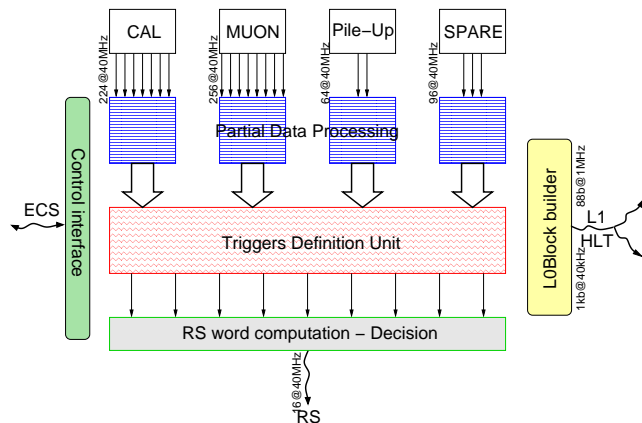 CAL
MUON
Pile-Up
SPARE
224@40MHz
256@40MHz
64@40MHz
96@40MHz
Partial Data Processing
Control interface
ECS
Triggers Definition Unit
L0Block builder
88b@1MHz
L1
HLT
1kb@40kHz
RS word computation – Decision
16@40MHz
RS